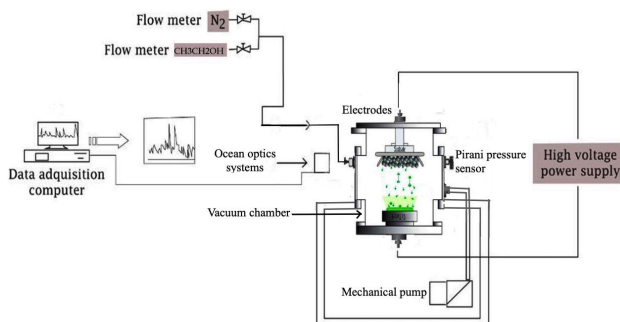 Flow meter N₂
Flow meter CH3CH2OH
Electrodes
Ocean optics
systems
Pirani pressure
sensor
High voltage
power supply
Data adquisition
computer
Vacuum chamber
Mechanical pump